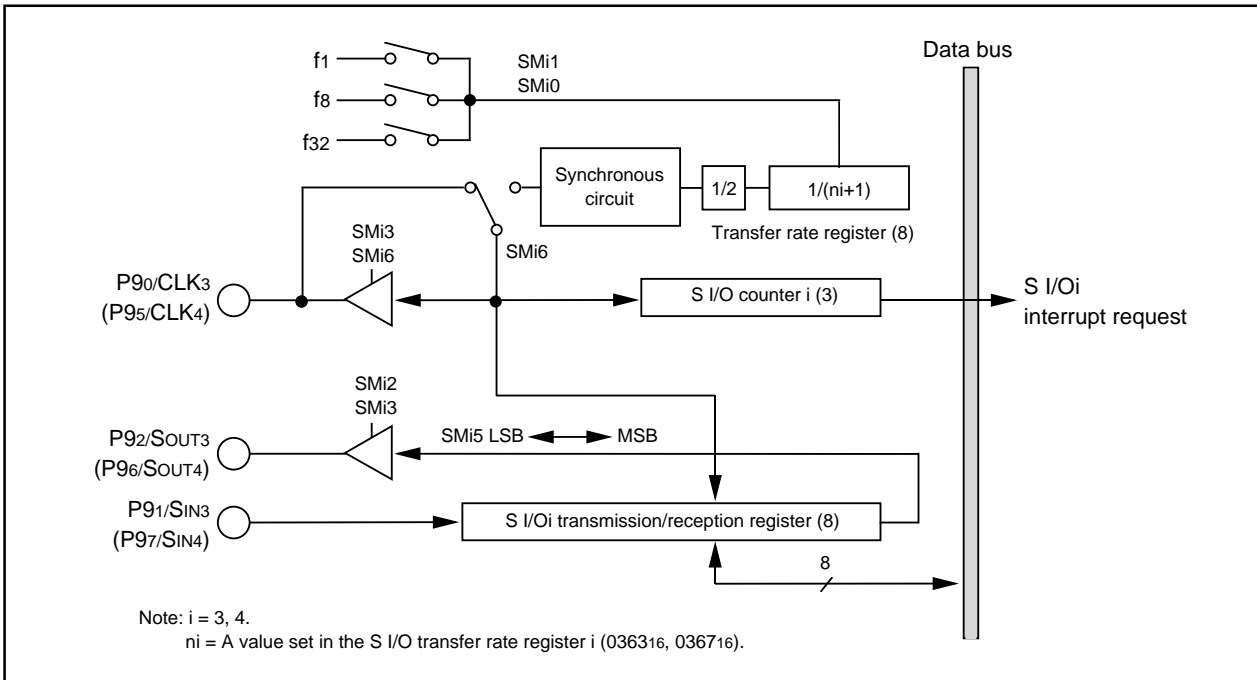 Data bus
f1
SMi1
SMi0
f8
f32
Synchronous
circuit
1/2
1/(ni+1)
Transfer rate register (8)
SMi3
SMi6
SMi6
P90/CLK3
(P95/CLK4)
S I/O counter i (3)
S I/Oi
interrupt request
SMi2
SMi3
SMi5 LSB
MSB
P92/SOUT3
(P96/SOUT4)
P91/SIN3
(P97/SIN4)
S I/Oi transmission/reception register (8)
8
Note: i = 3, 4.
ni = A value set in the S I/O transfer rate register i (036316, 036716).